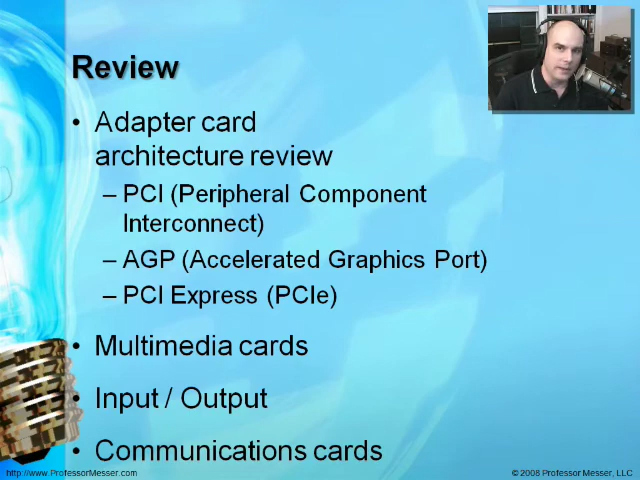 Review
• Adapter card
architecture review
– PCI (Peripheral Component
Interconnect)
– AGP (Accelerated Graphics Port)
– PCI Express (PCIe)
• Multimedia cards
• Input / Output
• Communications cards
http://www.ProfessorMesser.com
© 2008 Professor Messer, LLC